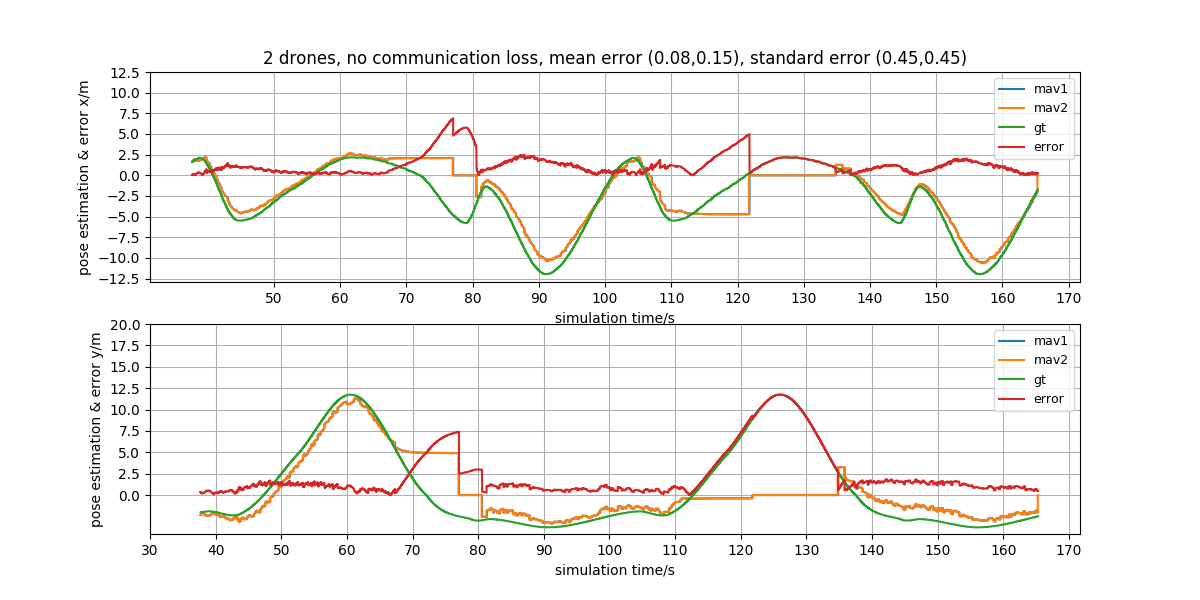 2 drones, no communication loss, mean error (0.08,0.15), standard error (0.45,0.45)
pose estimation & error x/m
12.5
10.0
7.5
5.0
2.5
0.0
−2.5
−5.0
−7.5
−10.0
−12.5
mav1
mav2
gt
error
50 60 70 80 90 100 110 120 130 140 150 160 170
simulation time/s
pose estimation & error y/m
20.0
17.5
15.0
12.5
10.0
7.5
5.0
2.5
0.0
mav1
mav2
gt
error
30 40 50 60 70 80 90 100 110 120 130 140 150 160 170
simulation time/s